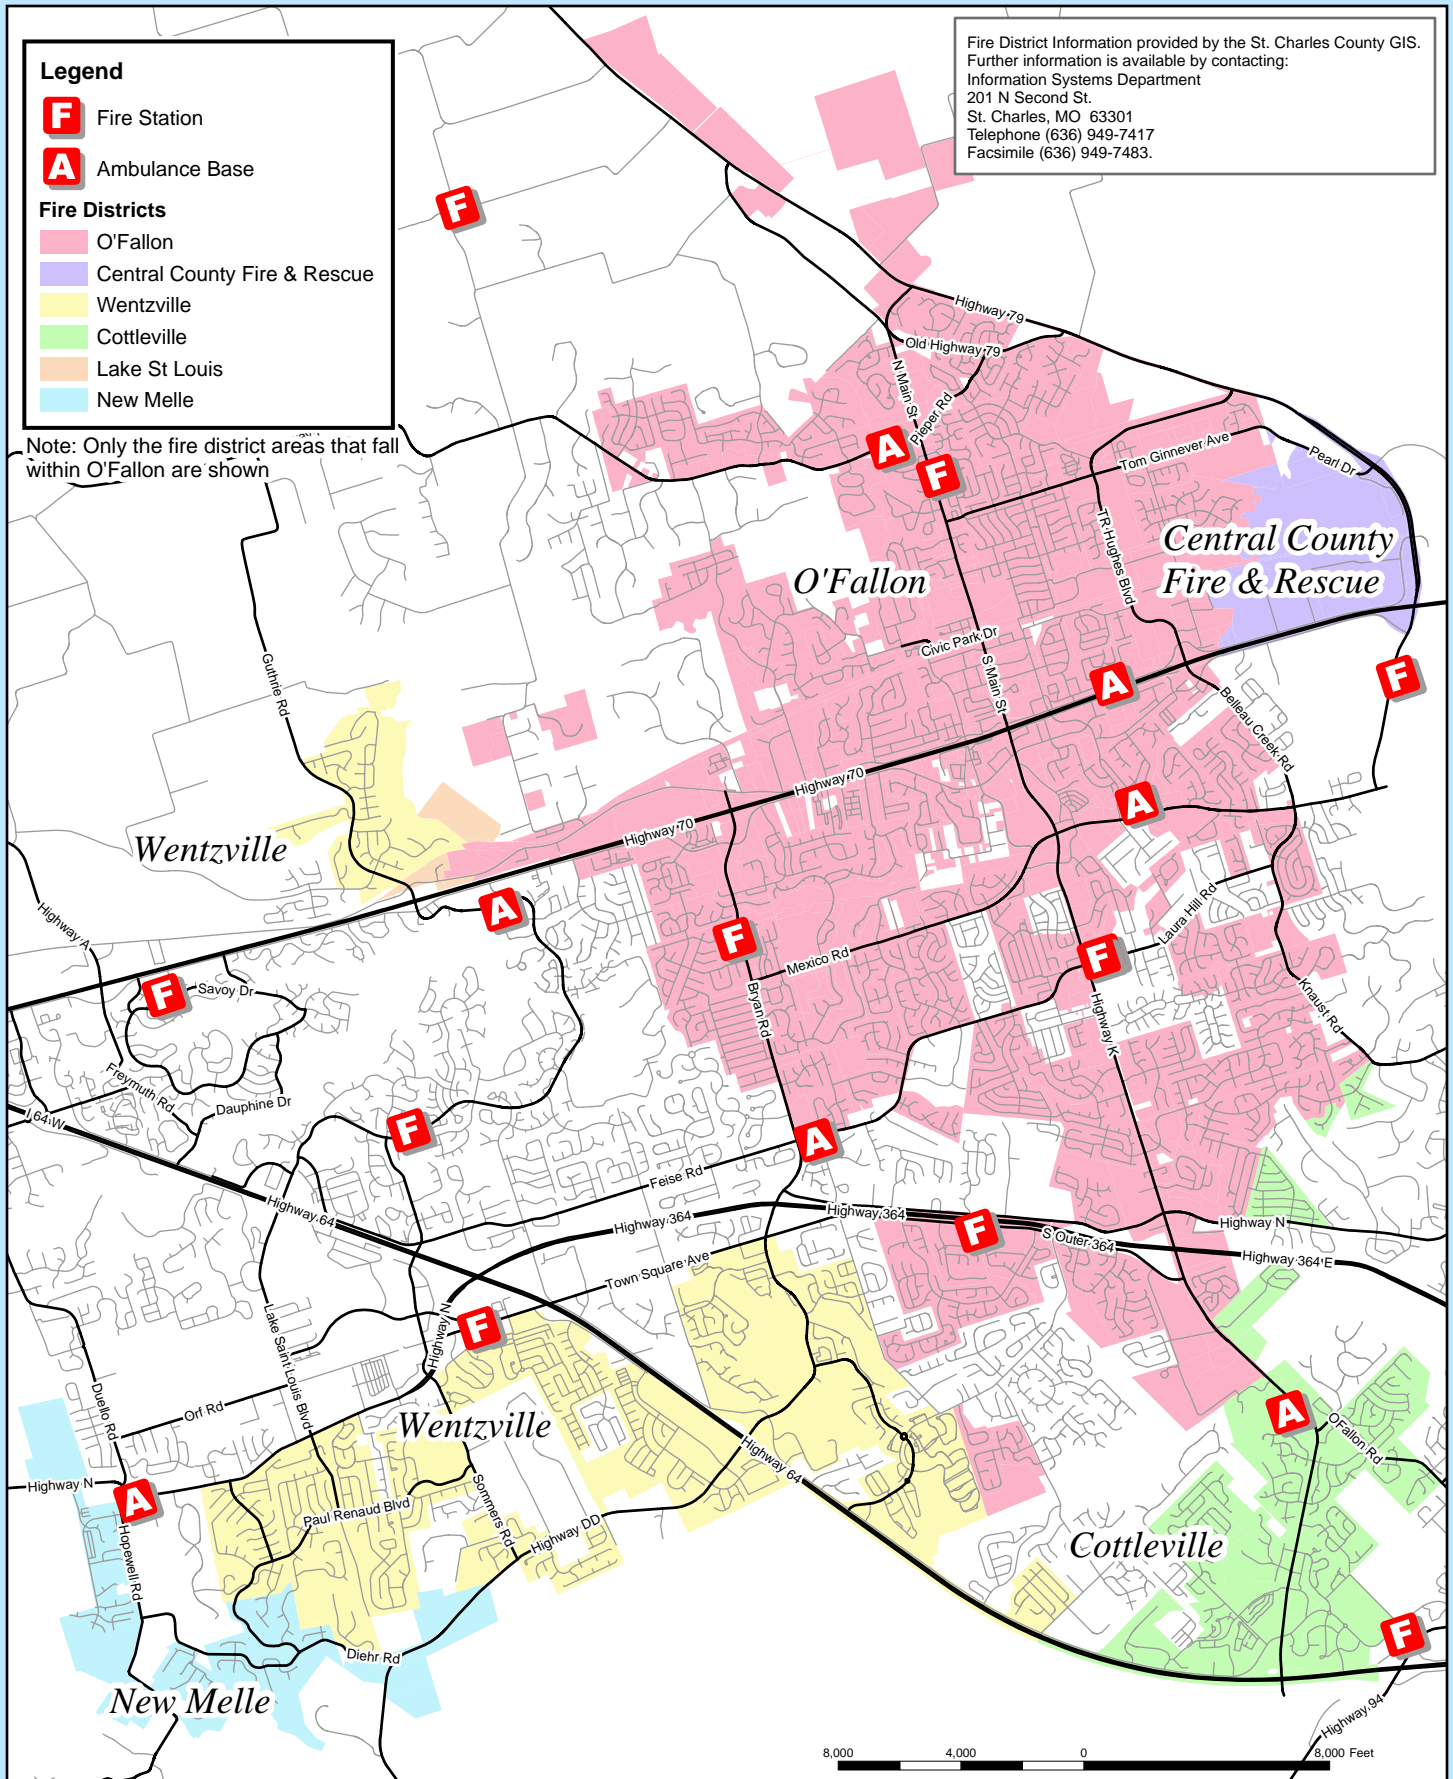 Legend
F Fire Station
A Ambulance Base
Fire Districts
O'Fallon
Central County Fire & Rescue
Wentzville
Cottleville
Lake St Louis
New Melle
Note: Only the fire district areas that fall
within O'Fallon are shown
Fire District Information provided by the St. Charles County GIS.
Further information is available by contacting:
Information Systems Department
201 N Second St.
St. Charles, MO  63301
Telephone (636) 949-7417
Facsimile (636) 949-7483.
F
Highway 79
Old Highway 79
N Main St
Pieper Rd
A
F
Tom Ginnever Ave
Pearl Dr
TR Hughes Blvd
Central County
Fire & Rescue
O'Fallon
Civic Park Dr
S Main St
Guthrie Rd
A
F
Belleau Creek Rd
Highway 70
Highway 70
A
Wentzville
Highway A
A
F
Mexico Rd
Laura Hill Rd
F
F
Savoy Dr
Bryan Rd
Highway K
Knaust Rd
Freymuth Rd
Dauphine Dr
I 64 W
F
A
Feise Rd
Highway 64
Highway 364
Highway 364
F
S Outer 364
Highway N
Highway 364 E
Town Square Ave
F
Highway N
Lake Saint Louis Blvd
Duello Rd
Orf Rd
Wentzville
A
OFallon Rd
Highway 64
Highway N
A
Paul Renaud Blvd
Sommers Rd
Highway DD
Hopewell Rd
Cottleville
F
Diehr Rd
New Melle
Highway 94
8,000 4,000 0 8,000 Feet